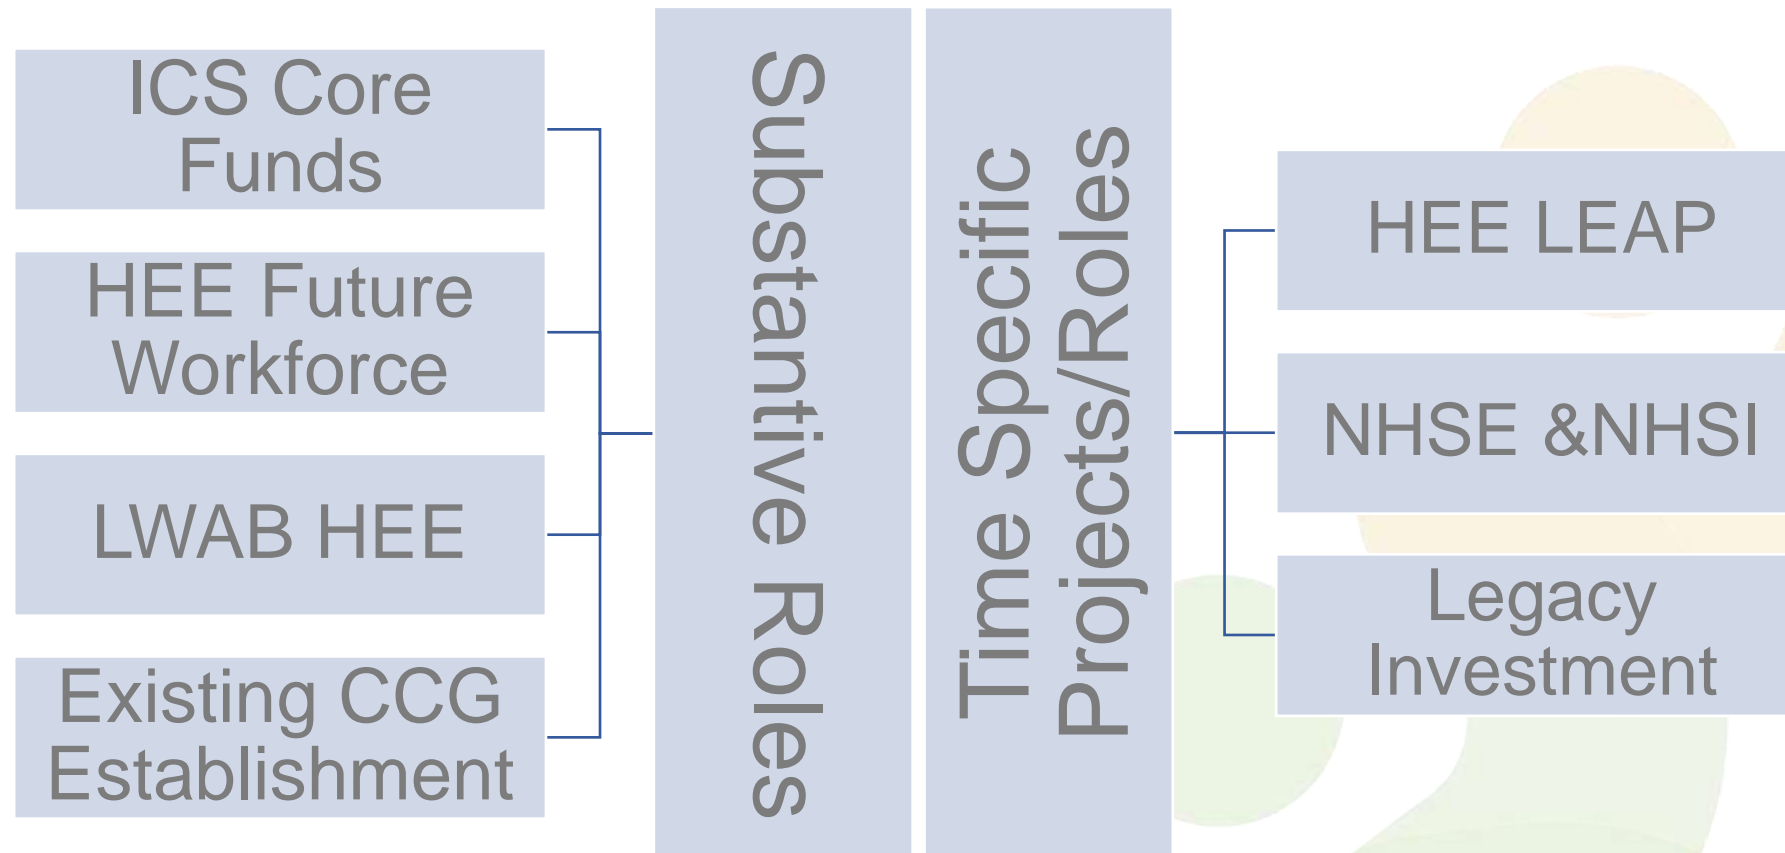 ICS Core
Funds
HEE Future
Workforce
LWAB HEE
Existing CCG
Establishment
Substantive Roles
Time Specific
Projects/Roles
HEE LEAP
NHSE &NHSI
Legacy
Investment